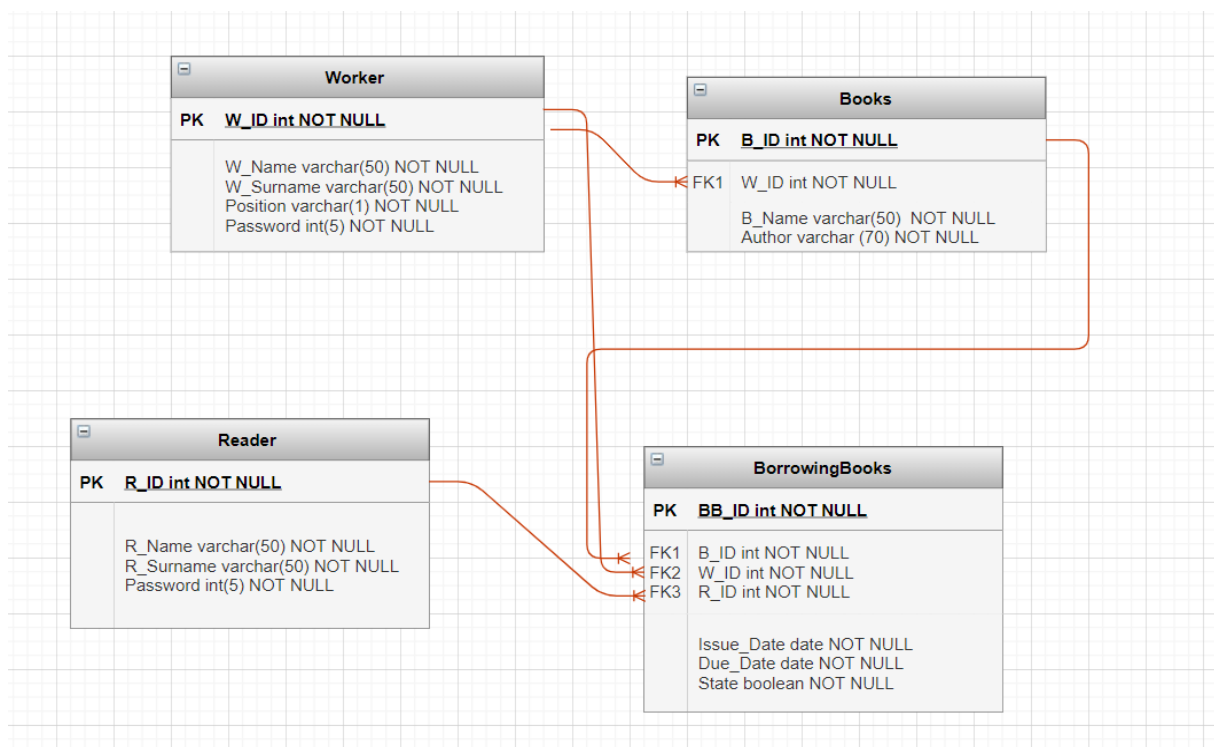 Worker
PK W_ID int NOT NULL
W_Name varchar(50) NOT NULL
W_Surname varchar(50) NOT NULL
Position varchar(1) NOT NULL
Password int(5) NOT NULL
Books
PK B_ID int NOT NULL
FK1 W_ID int NOT NULL
B_Name varchar(50) NOT NULL
Author varchar (70) NOT NULL
Reader
PK R_ID int NOT NULL
R_Name varchar(50) NOT NULL
R_Surname varchar(50) NOT NULL
Password int(5) NOT NULL
BorrowingBooks
PK BB_ID int NOT NULL
FK1 B_ID int NOT NULL
FK2 W_ID int NOT NULL
FK3 R_ID int NOT NULL
Issue_Date date NOT NULL
Due_Date date NOT NULL
State boolean NOT NULL